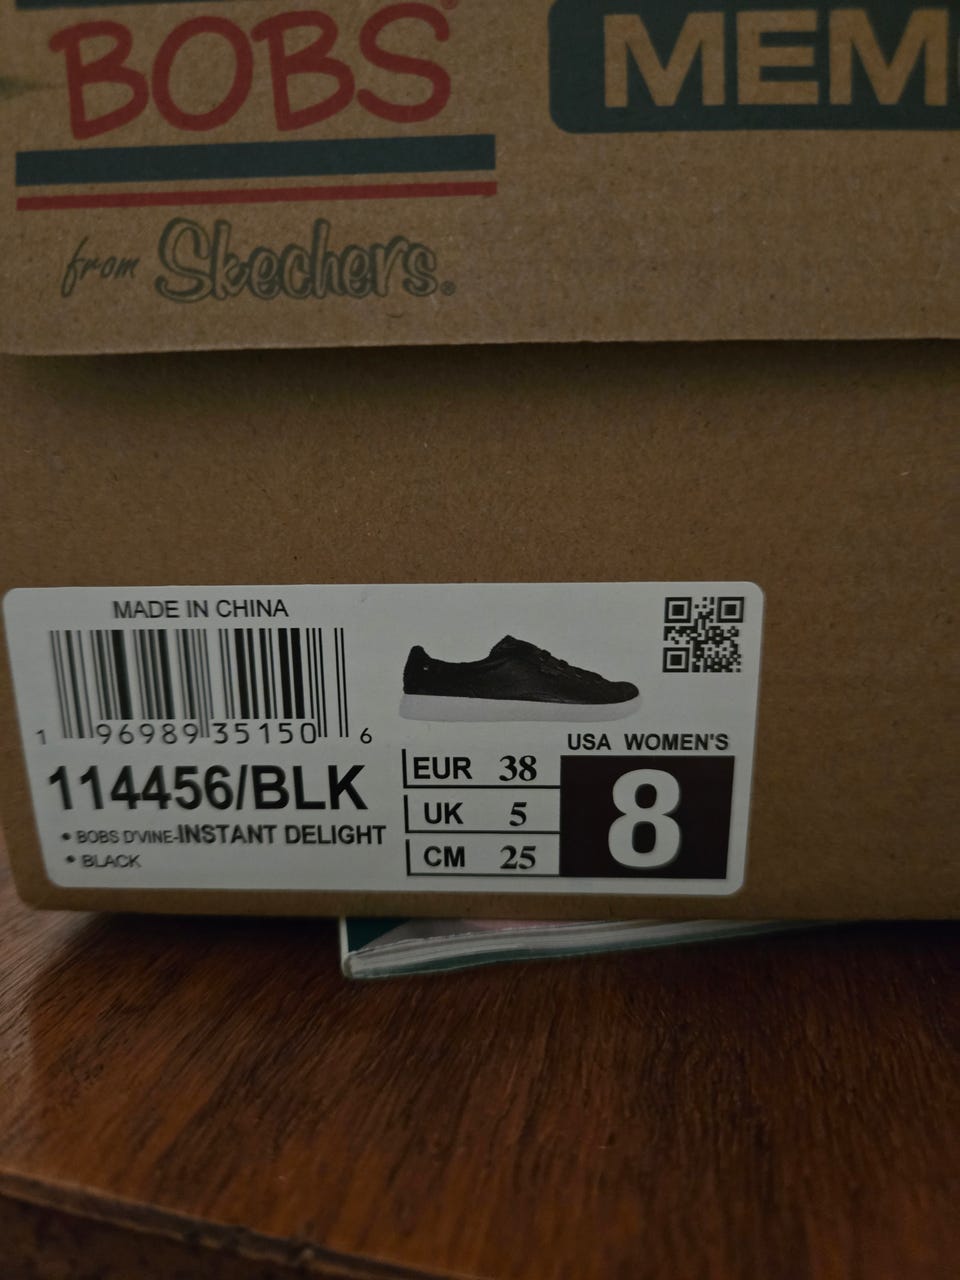 BOBS®
MEM
from Skechers®
MADE IN CHINA
1 96989 35150 6
114456/BLK
• BOBS D'VINE-INSTANT DELIGHT
• BLACK
EUR 38
UK 5
CM 25
USA WOMEN'S
8